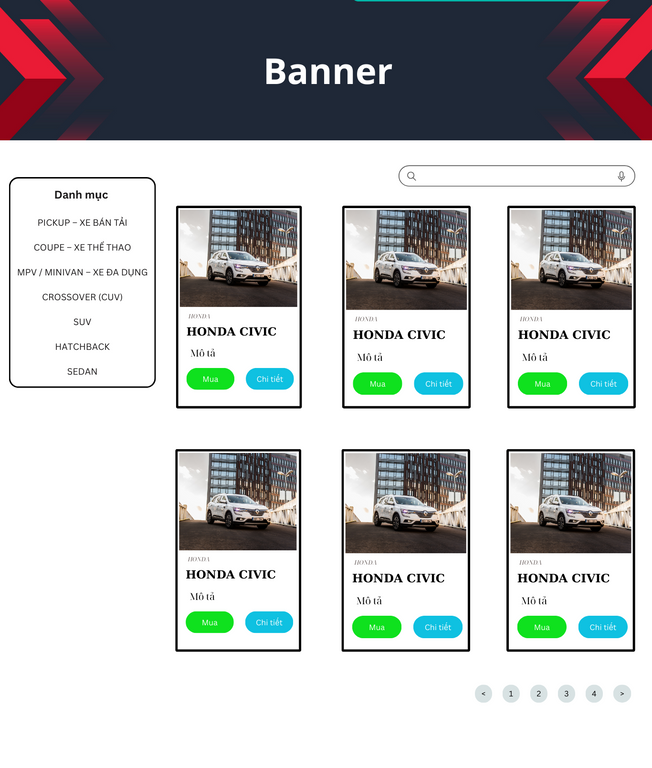 Banner
Danh mục
PICKUP – XE BÁN TẢI
COUPE – XE THỂ THAO
MPV / MINIVAN – XE ĐA DỤNG
CROSSOVER (CUV)
SUV
HATCHBACK
SEDAN
HONDA
HONDA CIVIC
Mô tả
Mua Chi tiết
HONDA
HONDA CIVIC
Mô tả
Mua Chi tiết
HONDA
HONDA CIVIC
Mô tả
Mua Chi tiết
HONDA
HONDA CIVIC
Mô tả
Mua Chi tiết
HONDA
HONDA CIVIC
Mô tả
Mua Chi tiết
HONDA
HONDA CIVIC
Mô tả
Mua Chi tiết
< 1 2 3 4 >